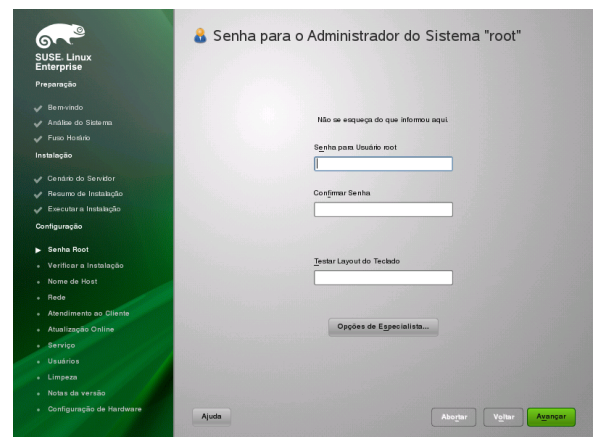 SUSE Linux
Enterprise
Preparação
Bem-vindo
Análise do Sistema
Fuso Horário
Instalação
Cenário do Servidor
Resumo de Instalação
Executar a Instalação
Configuração
Senha Root
Verificar a Instalação
Nome de Host
Rede
Atendimento ao Cliente
Atualização Online
Serviço
Usuários
Limpeza
Notas da versão
Configuração de Hardware
Senha para o Administrador do Sistema "root"
Não se esqueça do que informou aqui.
Senha para Usuário root
Confirmar Senha
Testar Layout do Teclado
Opções de Especialista...
Ajuda
Abortar
Voltar
Avançar